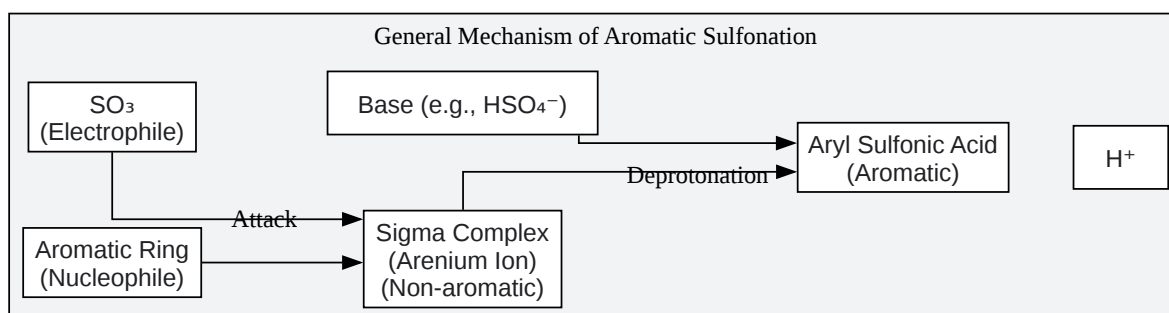 General Mechanism of Aromatic Sulfonation
SO₃
(Electrophile)
Base (e.g., HSO₄⁻)
Aryl Sulfonic Acid
(Aromatic)
H⁺
Deprotonation
Attack
Aromatic Ring
(Nucleophile)
Sigma Complex
(Arenium Ion)
(Non-aromatic)